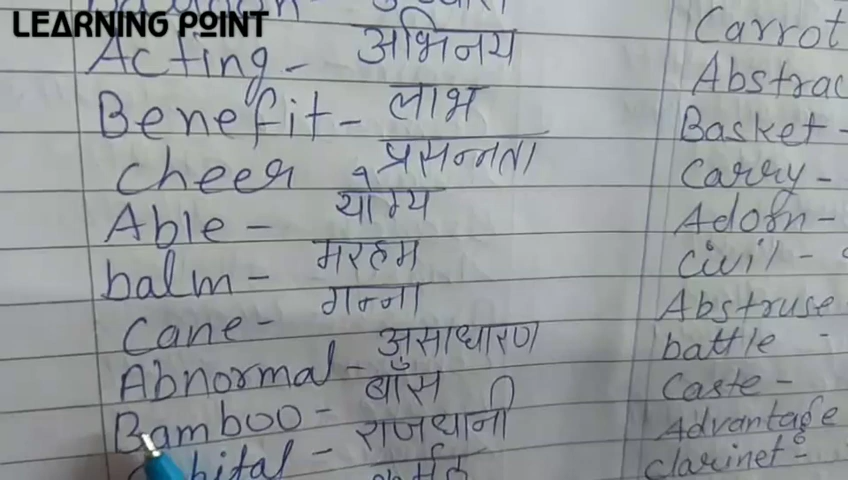 LEARNING POINT
Acting - अभिनय
Benefit - लाभ
cheer प्रसन्नता
Able - योग्य
balm - मरहम
Cane - गन्ना
Abnormal - असाधारण
Bamboo - बाँस
राजधानी
Carrot
Basket -
Carry -
Adorn -
civil -
Abstruse
battle -
Caste -
Advantage
clarinet -